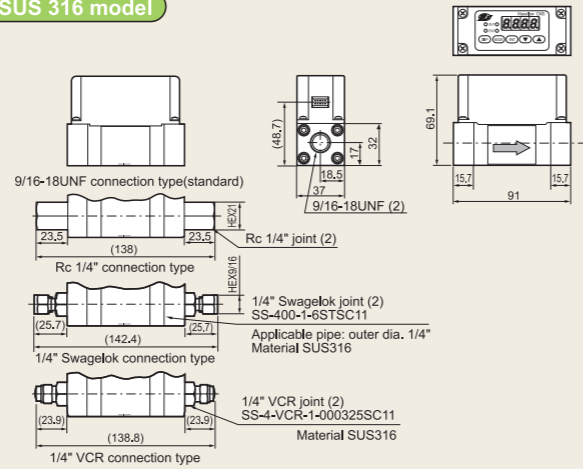 SUS 316 model
8.8.8.8.
(48.7)
32
17
18.5
37
9/16-18UNF (2)
69.1
15.7
15.7
91
9/16-18UNF connection type(standard)
HEX21
23.5
23.5
(138)
Rc 1/4" joint (2)
Rc 1/4" connection type
HEX9/16
(25.7)
(25.7)
(142.4)
1/4" Swagelok joint (2)
SS-400-1-6STSC11
Applicable pipe: outer dia. 1/4"
Material SUS316
1/4" Swagelok connection type
(23.9)
(23.9)
(138.8)
1/4" VCR joint (2)
SS-4-VCR-1-000325SC11
Material SUS316
1/4" VCR connection type